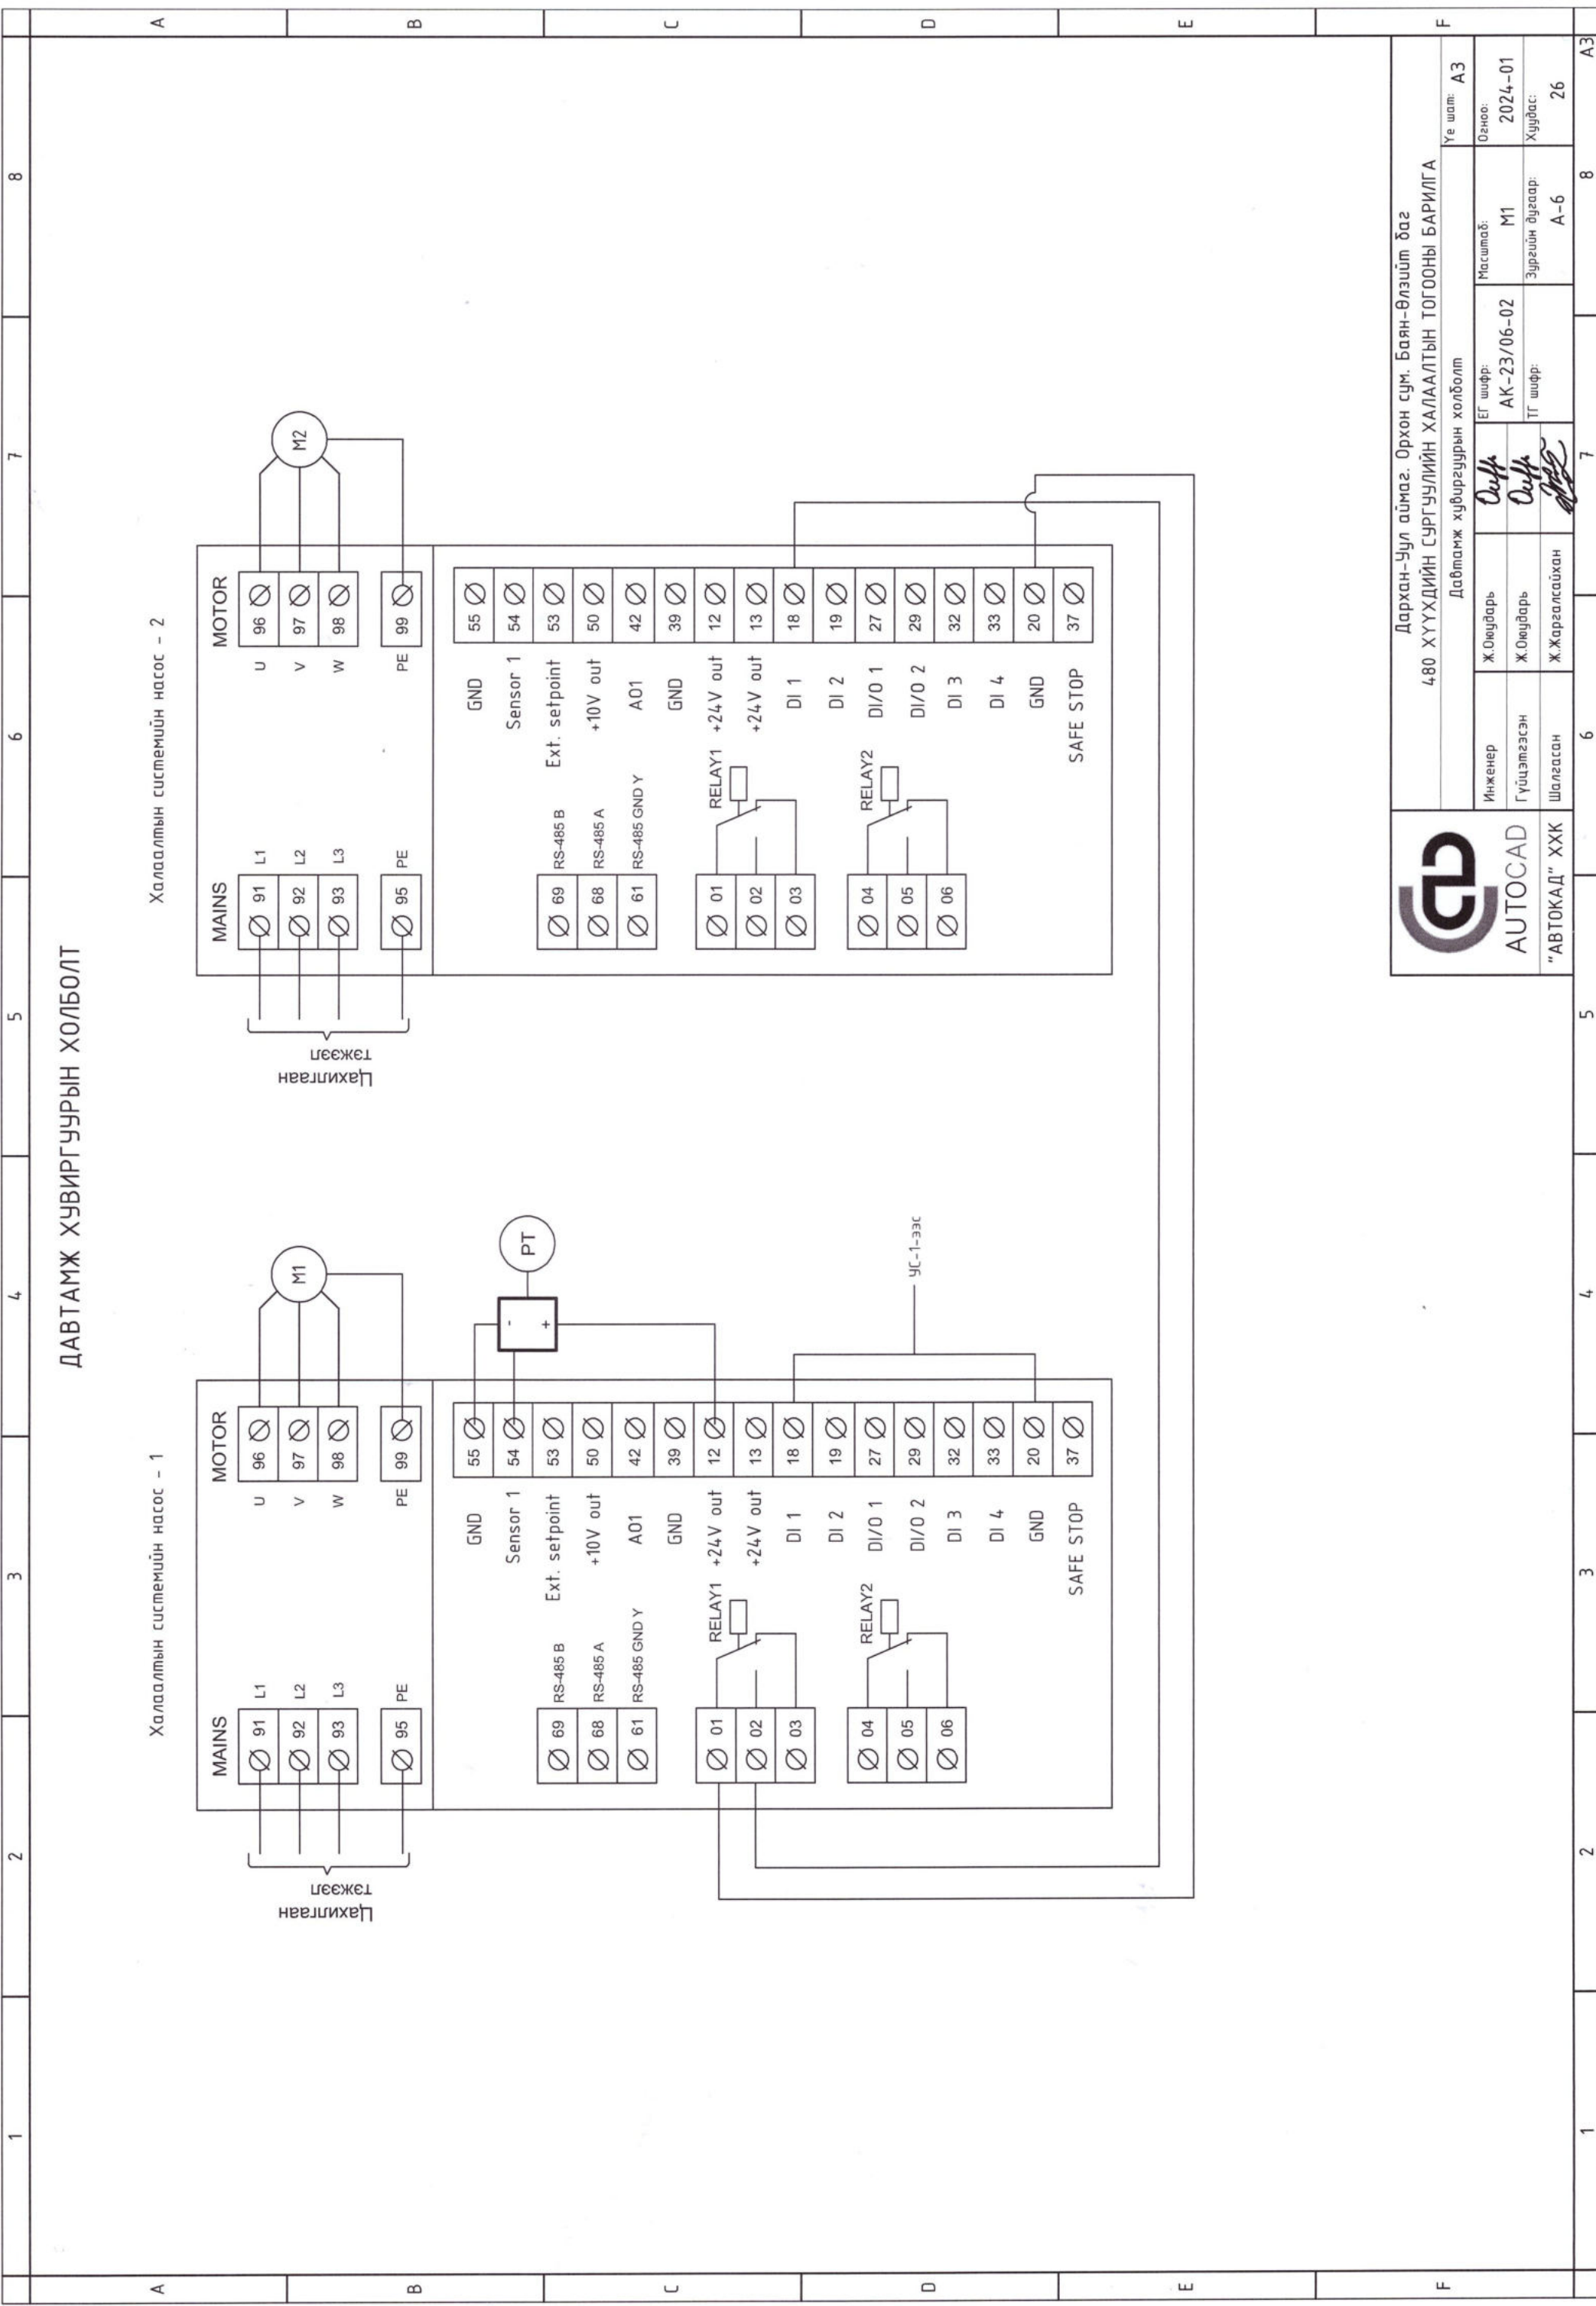 1 2 3 4 5 6 7 8
A
B
C
D
E
F
ДАВТАМЖ ХУВИРГУУРЫН ХОЛБОЛТ
Халаалтын системийн насос - 1
MAINS
MOTOR
91 L1
92 L2
93 L3
95 PE
U 96
V 97
W 98
PE 99
M1
Цахилгаан
тэжээл
GND 55
Sensor 1 54
Ext. setpoint 53
+10V out 50
AO1 42
GND 39
+24V out 12
+24V out 13
DI 1 18
DI 2 19
DI/O 1 27
DI/O 2 29
DI 3 32
DI 4 33
GND 20
SAFE STOP 37
69 RS-485 B
68 RS-485 A
61 RS-485 GND Y
RELAY1
01
02
03
RELAY2
04
05
06
- +
PT
УС-1-ээс
Халаалтын системийн насос - 2
MAINS
MOTOR
91 L1
92 L2
93 L3
95 PE
U 96
V 97
W 98
PE 99
M2
Цахилгаан
тэжээл
GND 55
Sensor 1 54
Ext. setpoint 53
+10V out 50
AO1 42
GND 39
+24V out 12
+24V out 13
DI 1 18
DI 2 19
DI/O 1 27
DI/O 2 29
DI 3 32
DI 4 33
GND 20
SAFE STOP 37
69 RS-485 B
68 RS-485 A
61 RS-485 GND Y
RELAY1
01
02
03
RELAY2
04
05
06
Дархан-Уул аймаг. Орхон сум. Баян-Өлзийт баг
480 ХҮҮХДИЙН СУРГУУЛИЙН ХАЛААЛТЫН ТОГООНЫ БАРИЛГА
Давтамж хувиргуурын холболт
Үе шат: A3
AUTOCAD
"АВТОКАД" ХХК
Инженер Ж.Оюударь
Гүйцэтгэсэн Ж.Оюударь
Шалгасан Ж.Жаргалсайхан
ЕГ шифр:
АК-23/06-02
ТГ шифр:
Масштаб:
М1
Зургийн дугаар:
А-6
Огноо:
2024-01
Хуудас:
26
1 2 3 4 5 6 7 8
A
B
C
D
E
F
A3